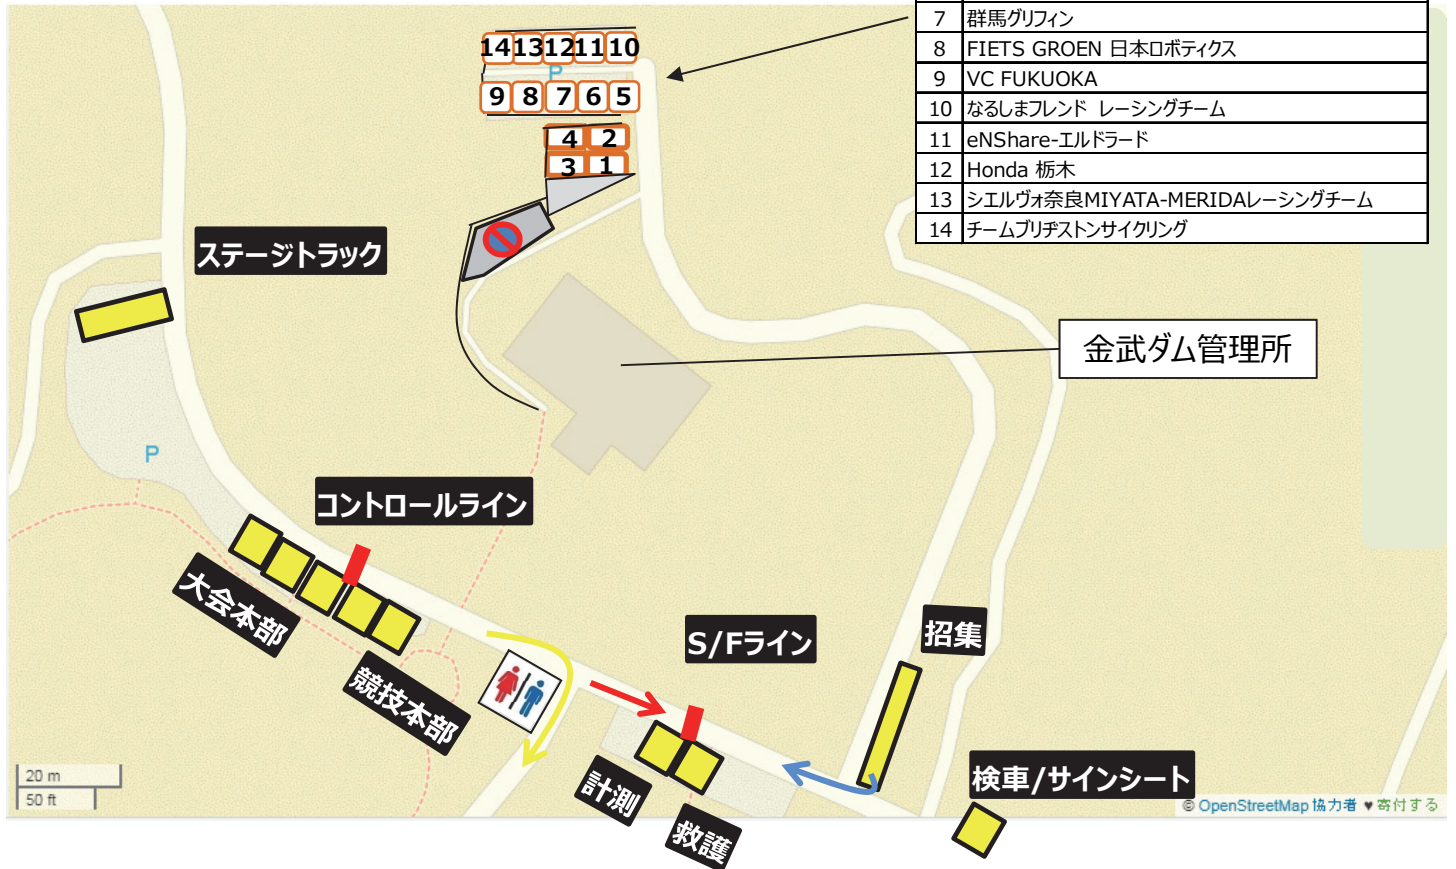 7 群馬グリフィン
8 FIETS GROEN 日本ロボティクス
9 VC FUKUOKA
10 なるしまフレンド レーシングチーム
11 eNShare-エルドラード
12 Honda 栃木
13 シエルヴォ奈良MIYATA-MERIDAレーシングチーム
14 チームブリヂストンサイクリング
14 13 12 11 10
P
9 8 7 6 5
4 2
3 1
ステージトラック
金武ダム管理所
P
コントロールライン
大会本部
競技本部
S/Fライン
招集
計測
救護
検車/サインシート
20 m
50 ft
© OpenStreetMap 協力者 ♥ 寄付する